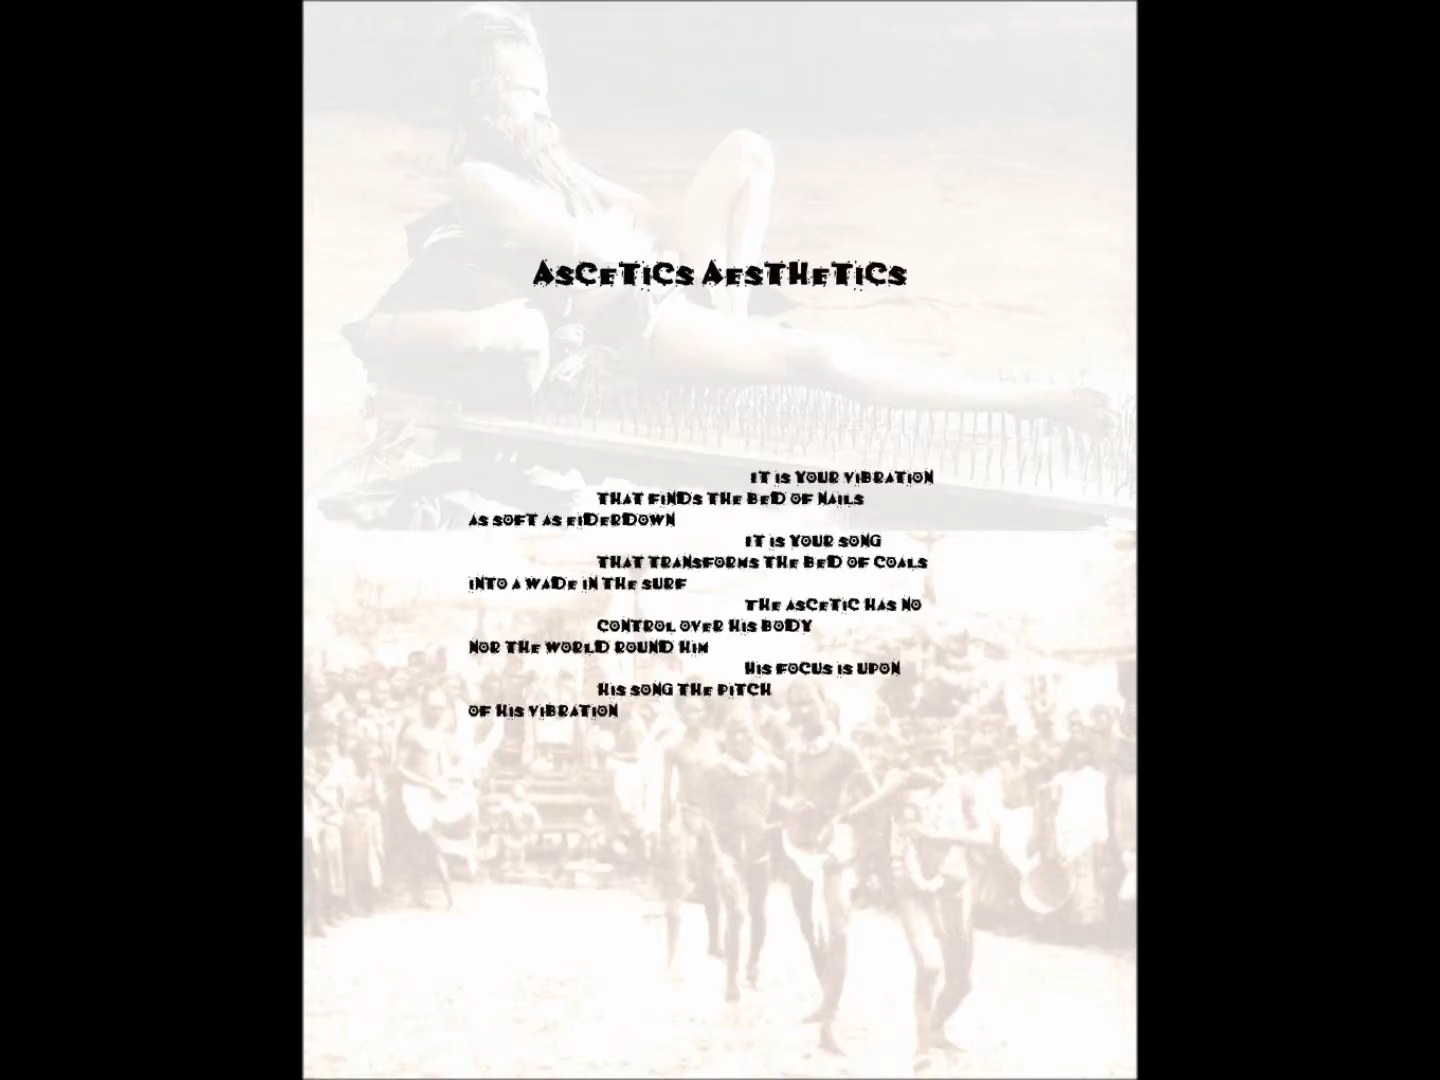 ASCETICS AESTHETICS
IT IS YOUR VIBRATION
THAT FINDS THE BED OF NAILS
AS SOFT AS EIDERDOWN
IT IS YOUR SONG
THAT TRANSFORMS THE BED OF COALS
INTO A WADE IN THE SURF
THE ASCETIC HAS NO
CONTROL OVER HIS BODY
NOR THE WORLD ROUND HIM
HIS FOCUS IS UPON
HIS SONG THE PITCH
OF HIS VIBRATION